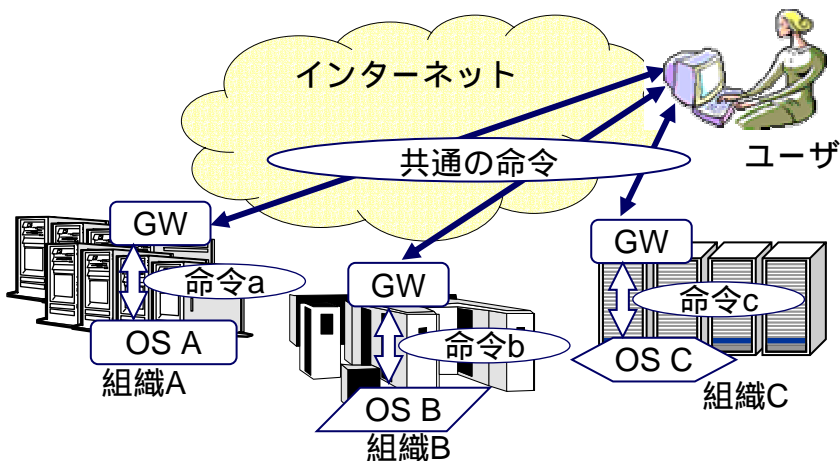 インターネット
共通の命令
ユーザ
GW
命令a
OS A
組織A
GW
命令b
OS B
組織B
GW
命令c
OS C
組織C